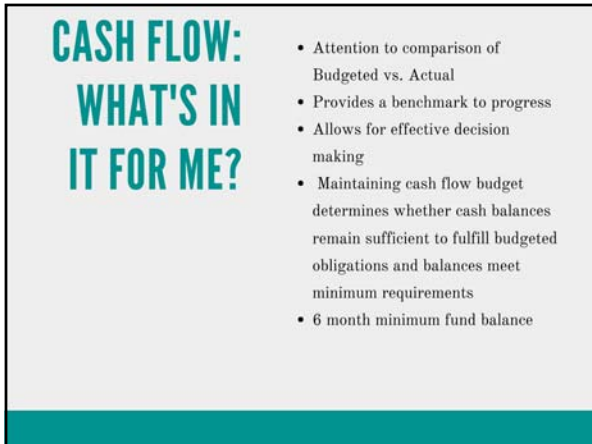 CASH FLOW:
WHAT'S IN
IT FOR ME?
• Attention to comparison of
Budgeted vs. Actual
• Provides a benchmark to progress
• Allows for effective decision
making
• Maintaining cash flow budget
determines whether cash balances
remain sufficient to fulfill budgeted
obligations and balances meet
minimum requirements
• 6 month minimum fund balance